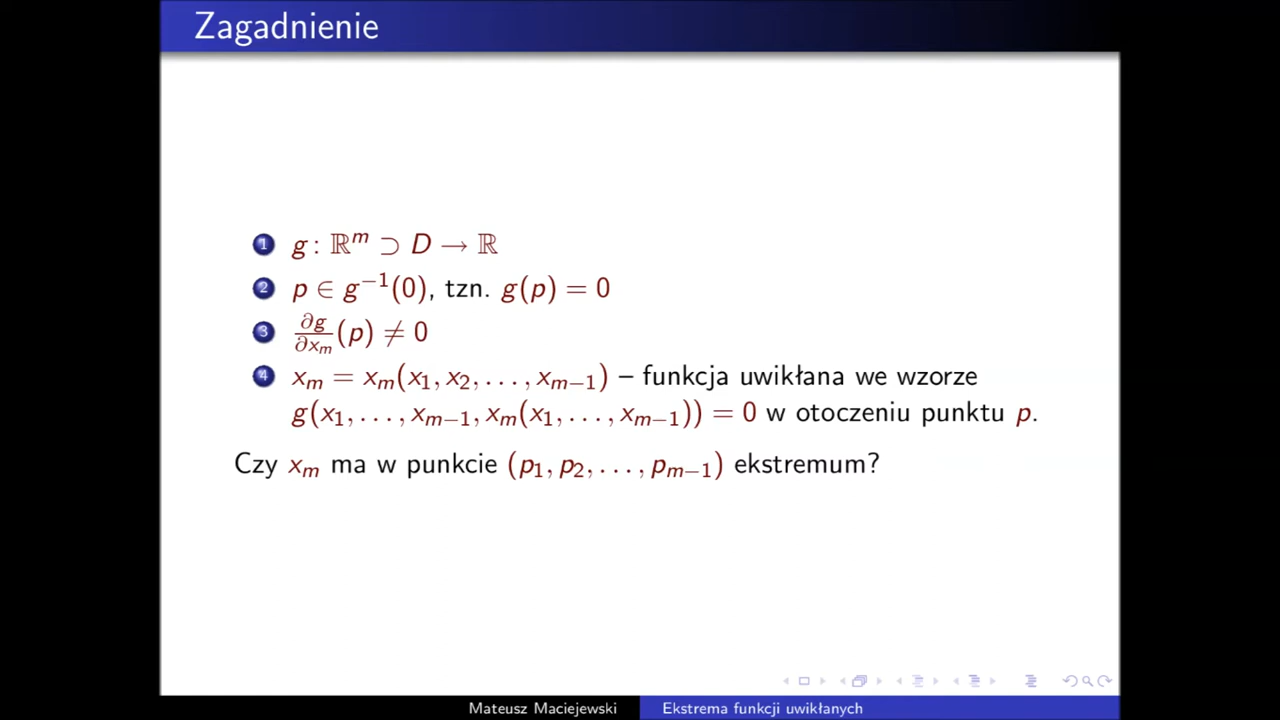 Zagadnienie
1 g: ℝ^m ⊃ D → ℝ
2 p ∈ g^{-1}(0), tzn. g(p) = 0
3 ∂g/∂x_m (p) ≠ 0
4 x_m = x_m(x_1, x_2, . . . , x_{m−1}) – funkcja uwikłana we wzorze
g(x_1, . . . , x_{m−1}, x_m(x_1, . . . , x_{m−1})) = 0 w otoczeniu punktu p.
Czy x_m ma w punkcie (p_1, p_2, . . . , p_{m−1}) ekstremum?
Mateusz Maciejewski
Ekstrema funkcji uwikłanych